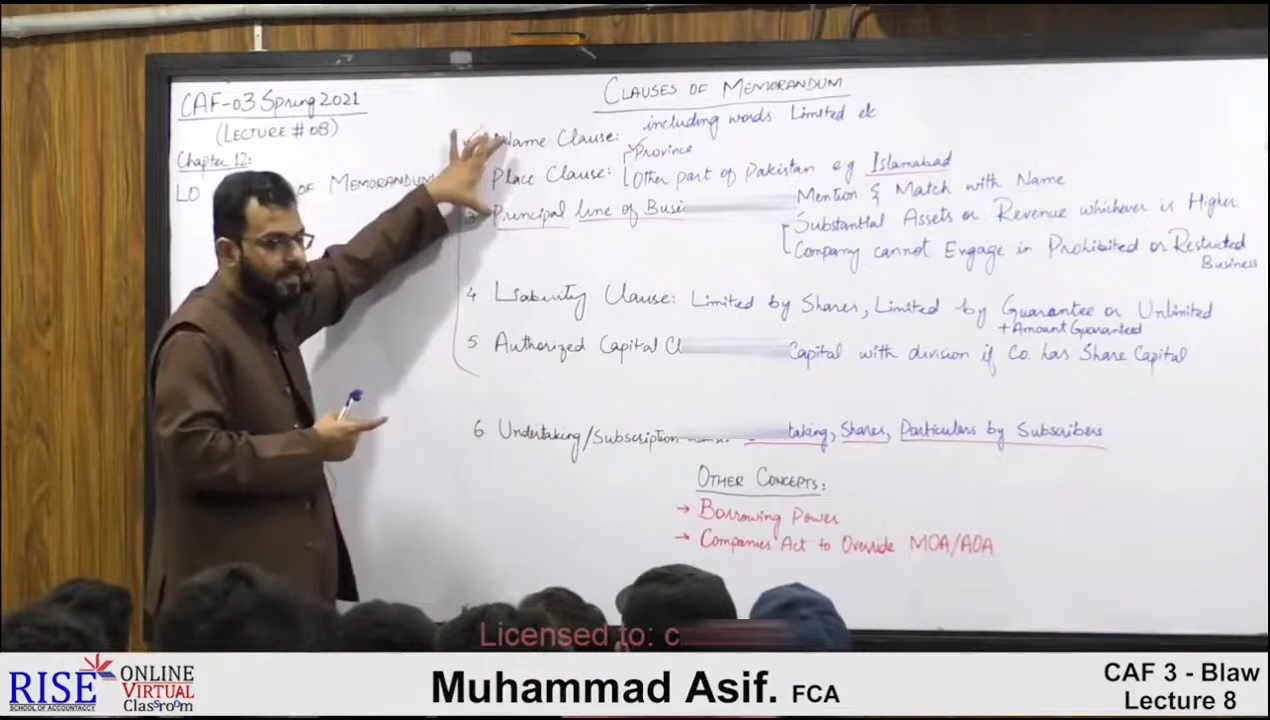 CAF-03 Spring 2021
(LECTURE # 08)
Chapter 12:
LO OF MEMORANDUM
CLAUSES OF MEMORANDUM
Name Clause: including words Limited etc
Place Clause: Province
Other part of Pakistan eg Islamabad
Principal line of Busi
Mention & Match with Name
Substantial Assets or Revenue whichever is Higher
Company cannot Engage in Prohibited or Restricted
Business
4 Liability Clause: Limited by Shares, Limited by Guarantee or Unlimited
+ Amount Guaranteed
5 Authorized Capital Cl Capital with division if Co. has Share Capital
6 Undertaking/Subscription taking, Shares, Particulars by Subscribers
OTHER CONCEPTS:
→ Borrowing Power
→ Companies Act to Override MOA/AOA
Licensed to: c
RISE
SCHOOL OF ACCOUNTANCY
ONLINE
VIRTUAL
Classroom
Muhammad Asif. FCA
CAF 3 - Blaw
Lecture 8